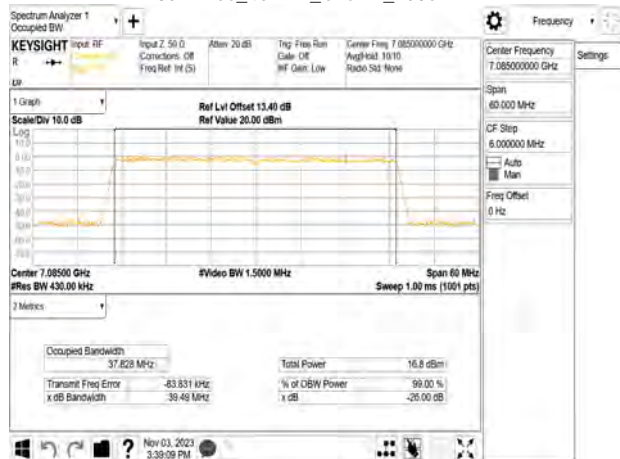 Spectrum Analyzer 1
Occupied BW
+
Frequency
KEYSIGHT
Input: RF
Input Z: 50 Ω
Atten: 20 dB
Trig: Free Run
Center Freq: 7.085000000 GHz
R
Corrections: Off
Gate: Off
Avg|Hold: 10/10
Freq Ref: Int (S)
#IF Gain: Low
Radio Std: None
Center Frequency
7.085000000 GHz
Settings
Span
60.000 MHz
CF Step
6.000000 MHz
Auto
Man
Freq Offset
0 Hz
1 Graph
Ref Lvl Offset 13.40 dB
Scale/Div 10.0 dB
Ref Value 20.00 dBm
Log
Center 7.08500 GHz
#Video BW 1.5000 MHz
Span 60 MHz
#Res BW 430.00 kHz
Sweep 1.00 ms (1001 pts)
2 Metrics
Occupied Bandwidth
37.828 MHz
Total Power
16.8 dBm
Transmit Freq Error
-83.831 kHz
% of OBW Power
99.00 %
x dB Bandwidth
39.49 MHz
x dB
-26.00 dB
?
Nov 03, 2023
3:39:09 PM